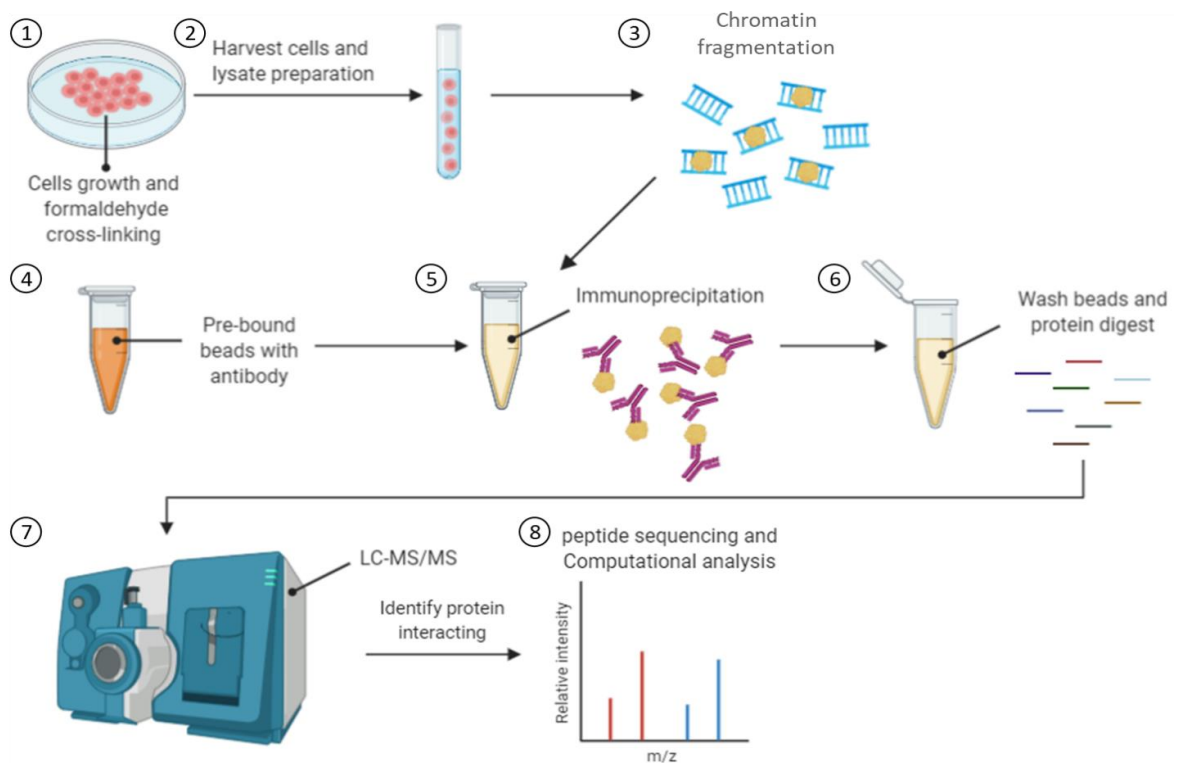 1
2
Harvest cells and
lysate preparation
3
Chromatin
fragmentation
Cells growth and
formaldehyde
cross-linking
4
Pre-bound
beads with
antibody
5
Immunoprecipitation
6
Wash beads and
protein digest
7
LC-MS/MS
Identify protein
interacting
8
peptide sequencing and
Computational analysis
Relative intensity
m/z